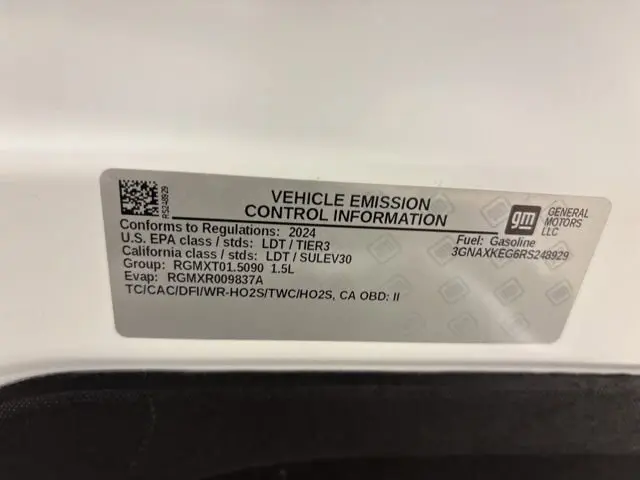 RS248929
VEHICLE EMISSION
CONTROL INFORMATION
gm
GENERAL
MOTORS
LLC
Conforms to Regulations: 2024
U.S. EPA class / stds: LDT / TIER3
California class / stds: LDT / SULEV30
Group: RGMXT01.5090 1.5L
Evap: RGMXR009837A
TC/CAC/DFI/WR-HO2S/TWC/HO2S, CA OBD: II
Fuel: Gasoline
3GNAXKEG6RS248929